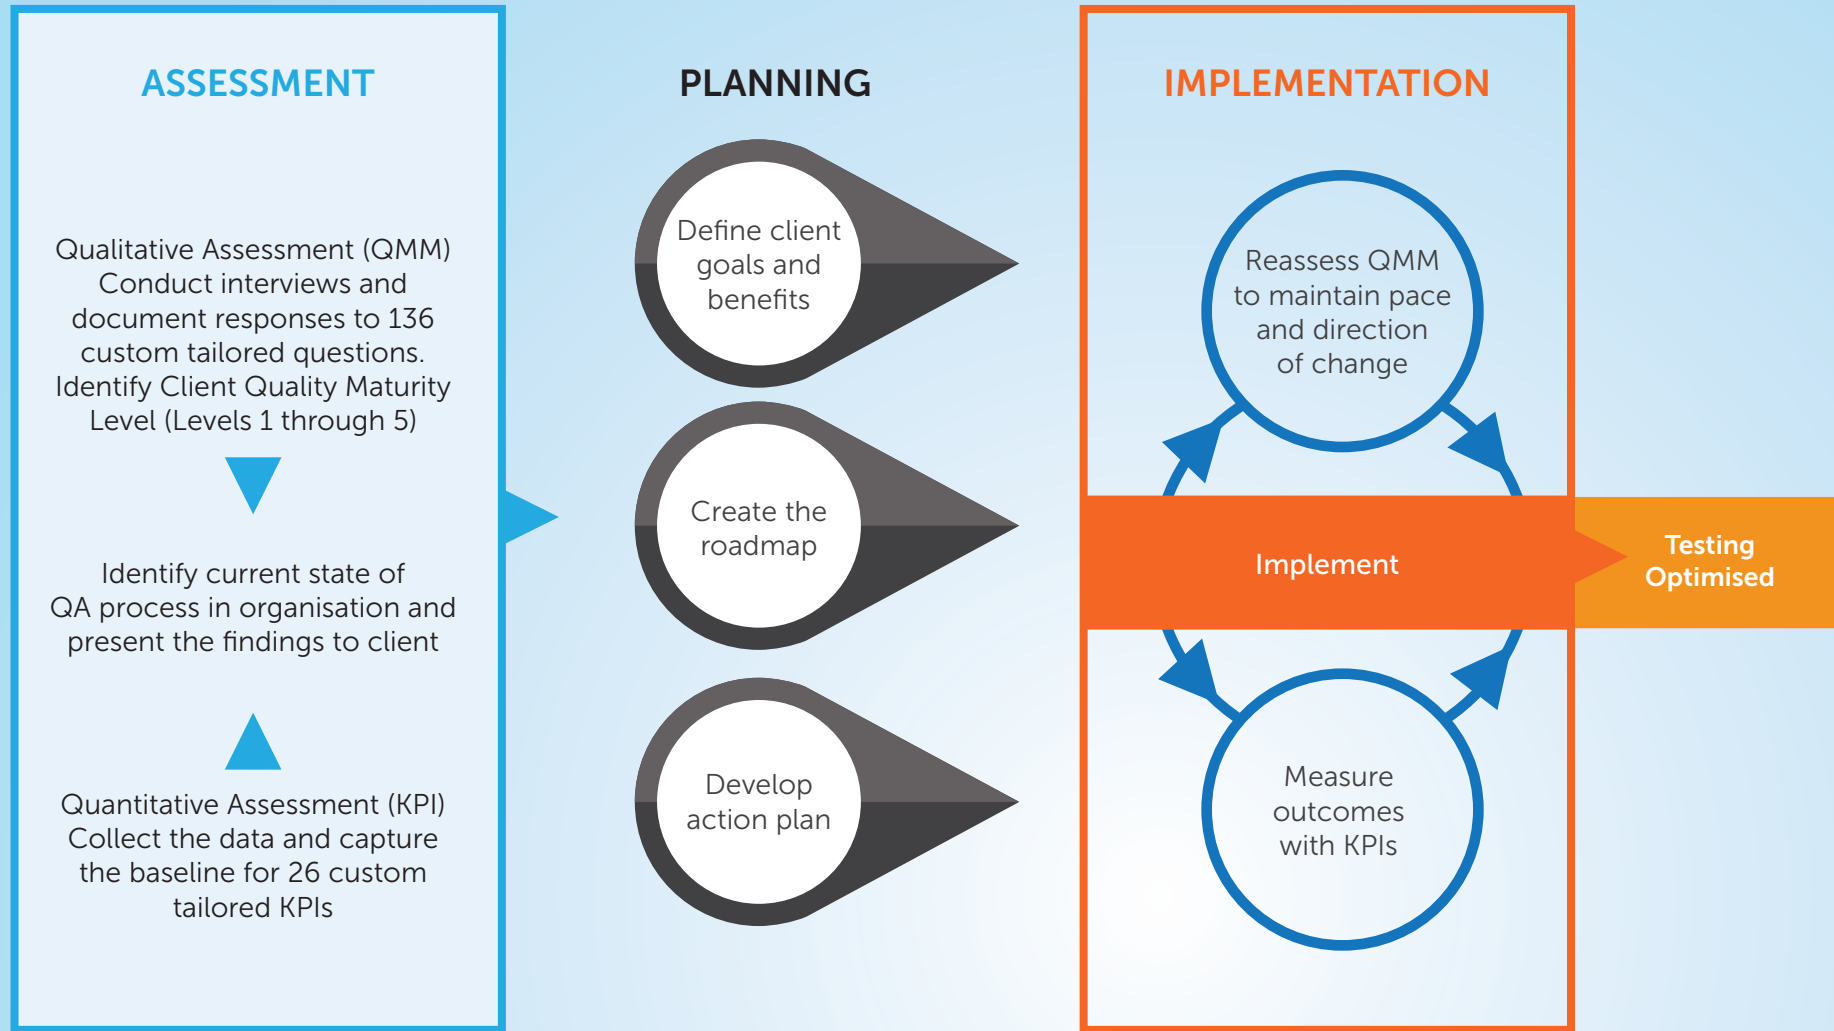 ASSESSMENT
Qualitative Assessment (QMM)
Conduct interviews and
document responses to 136
custom tailored questions.
Identify Client Quality Maturity
Level (Levels 1 through 5)
Identify current state of
QA process in organisation and
present the findings to client
Quantitative Assessment (KPI)
Collect the data and capture
the baseline for 26 custom
tailored KPIs
PLANNING
Define client
goals and
benefits
Create the
roadmap
Develop
action plan
IMPLEMENTATION
Reassess QMM
to maintain pace
and direction
of change
Implement
Measure
outcomes
with KPIs
Testing
Optimised